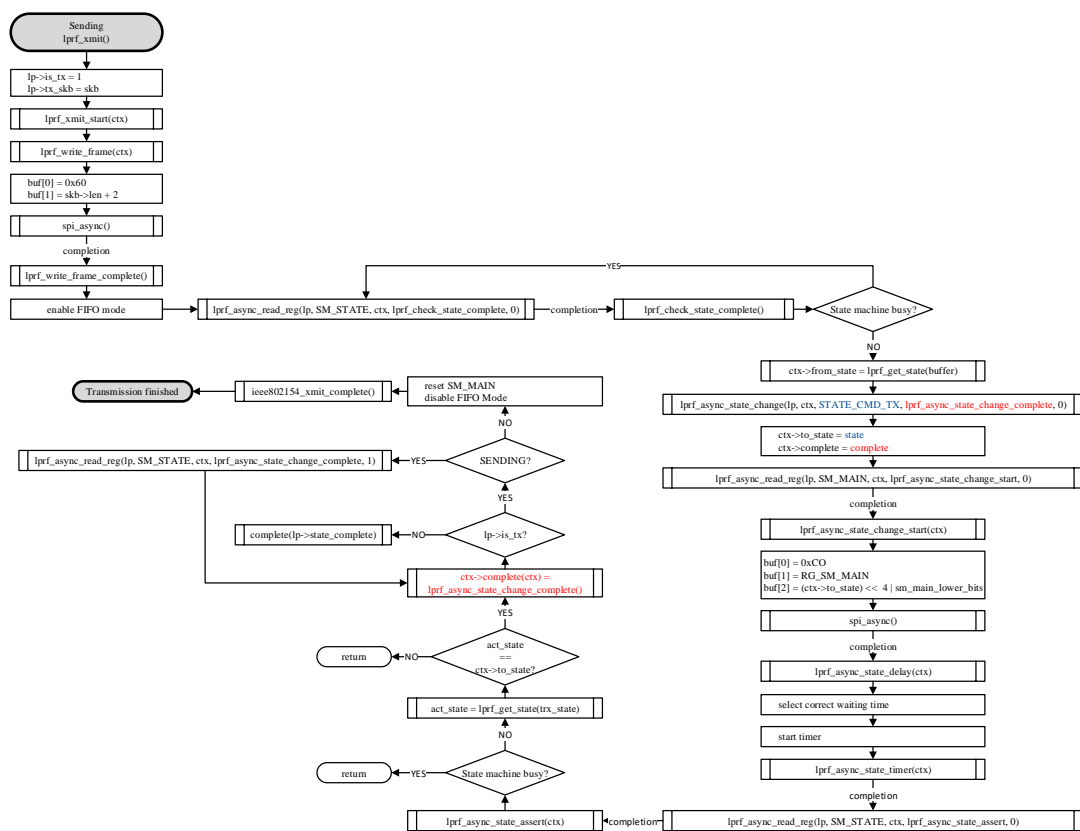 Sending
lprf_xmit()
lp->is_tx = 1
lp->tx_skb = skb
lprf_xmit_start(ctx)
lprf_write_frame(ctx)
buf[0] = 0x60
buf[1] = skb->len + 2
spi_async()
completion
lprf_write_frame_complete()
enable FIFO mode
lprf_async_read_reg(lp, SM_STATE, ctx, lprf_check_state_complete, 0)
completion
lprf_check_state_complete()
State machine busy?
YES
NO
ctx->from_state = lprf_get_state(buffer)
lprf_async_state_change(lp, ctx, STATE_CMD_TX, lprf_async_state_change_complete, 0)
ctx->to_state = state
ctx->complete = complete
lprf_async_read_reg(lp, SM_MAIN, ctx, lprf_async_state_change_start, 0)
completion
lprf_async_state_change_start(ctx)
buf[0] = 0xCO
buf[1] = RG_SM_MAIN
buf[2] = (ctx->to_state) << 4 | sm_main_lower_bits
spi_async()
completion
lprf_async_state_delay(ctx)
select correct waiting time
start timer
lprf_async_state_timer(ctx)
completion
lprf_async_read_reg(lp, SM_STATE, ctx, lprf_async_state_assert, 0)
completion
lprf_async_state_assert(ctx)
State machine busy?
YES
return
NO
act_state = lprf_get_state(trx_state)
act_state
==
ctx->to_state?
NO
return
YES
ctx->complete(ctx) =
lprf_async_state_change_complete()
lp->is_tx?
NO
complete(lp->state_complete)
YES
SENDING?
YES
lprf_async_read_reg(lp, SM_STATE, ctx, lprf_async_state_change_complete, 1)
NO
reset SM_MAIN
disable FIFO Mode
ieee802154_xmit_complete()
Transmission finished